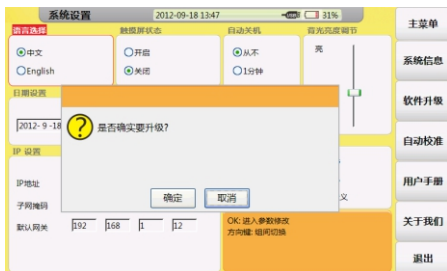 系统设置 2012-09-18 13:47 31%
语言选择 触摸屏状态 自动关机 背光亮度调节
中文 开启 从不 亮
English 关闭 1分钟
日期设置
2012- 9 -18
是否确实要升级?
IP 设置
确定 取消
IP地址
子网掩码 义
默认网关 192 168 1 12
OK: 进入参数修改
方向键: 组间切换
主菜单
系统信息
软件升级
自动校准
用户手册
关于我们
退出